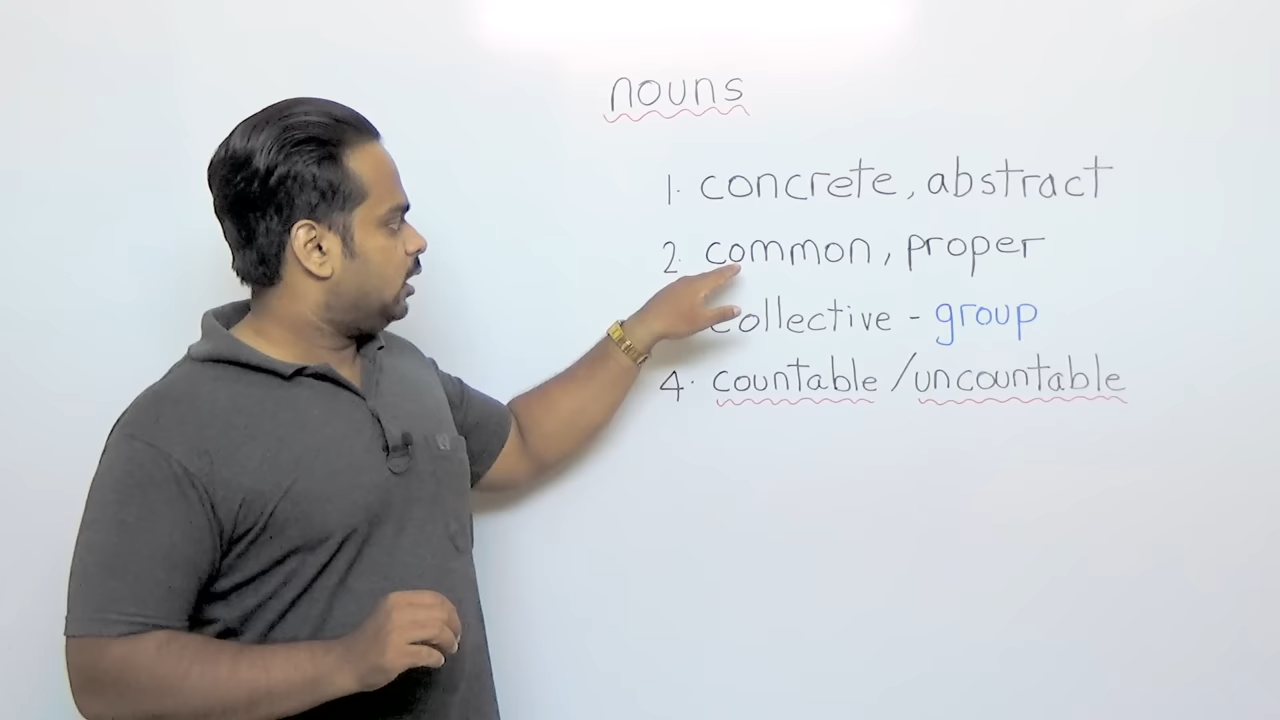 nouns
1. concrete, abstract
2. common, proper
collective - group
4. countable / uncountable